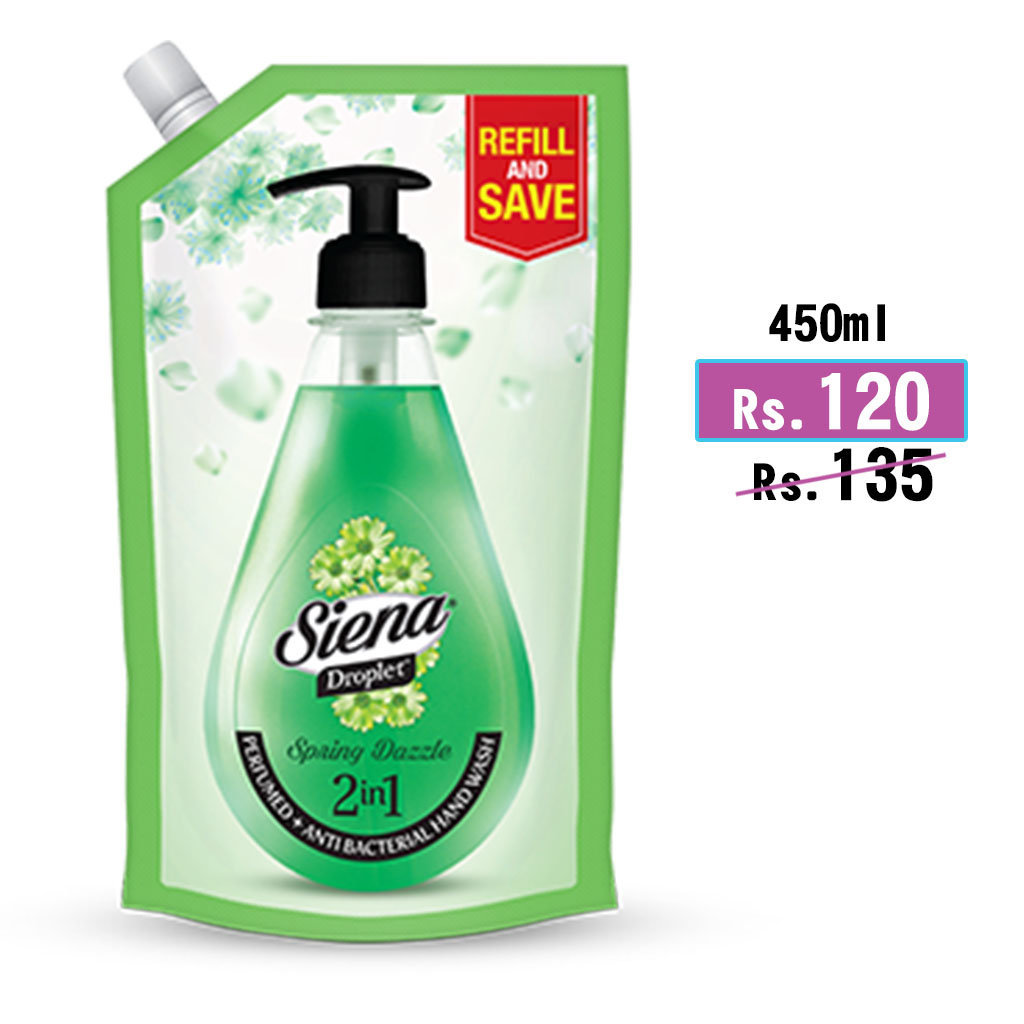 REFILL
AND
SAVE
450ml
Rs. 120
Rs. 135
Siena
Droplet
Spring Dazzle
2in1
PERFUMED + ANTI BACTERIAL HAND WASH